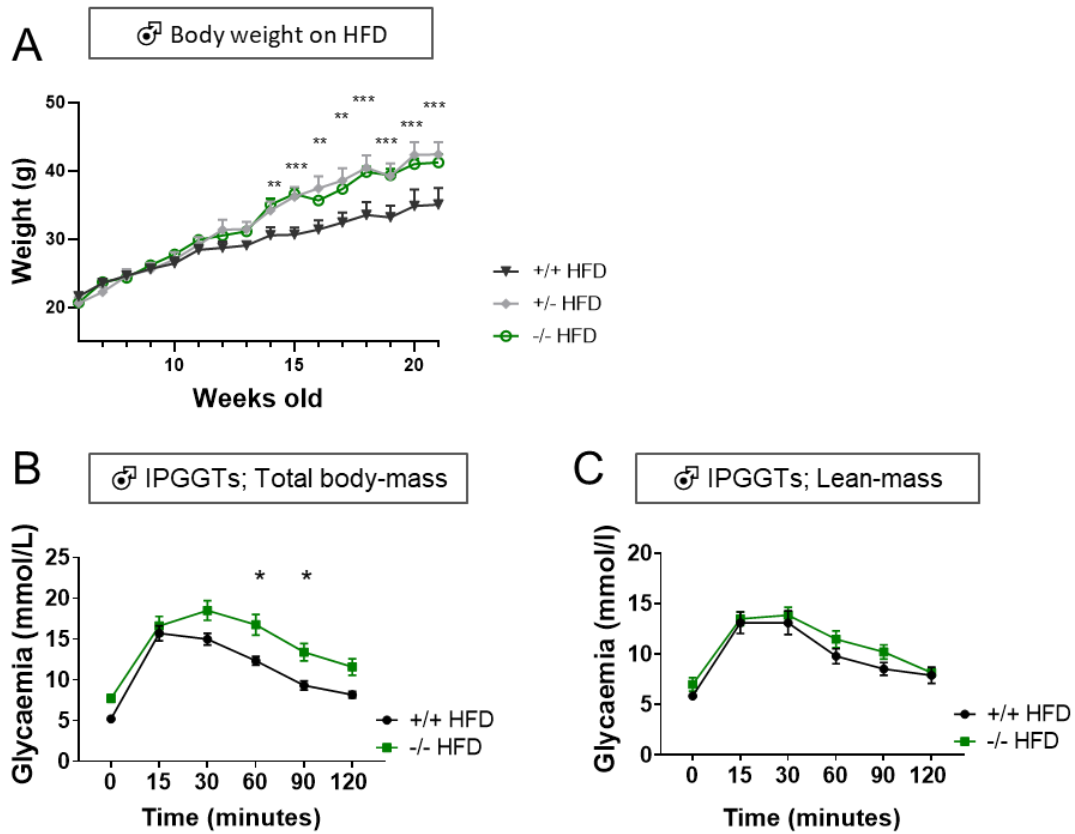 A
♂ Body weight on HFD
Weight (g)
50
40
30
20
** *** ** ** *** *** *** ***
10 15 20
Weeks old
+/+ HFD
+/- HFD
-/- HFD
B
♂ IPGGTs; Total body-mass
Glycaemia (mmol/L)
25
20
15
10
5
0
* *
0 15 30 60 90 120
Time (minutes)
+/+ HFD
-/- HFD
C
♂ IPGGTs; Lean-mass
Glycaemia (mmol/l)
20
15
10
5
0
0 15 30 60 90 120
Time (minutes)
+/+ HFD
-/- HFD